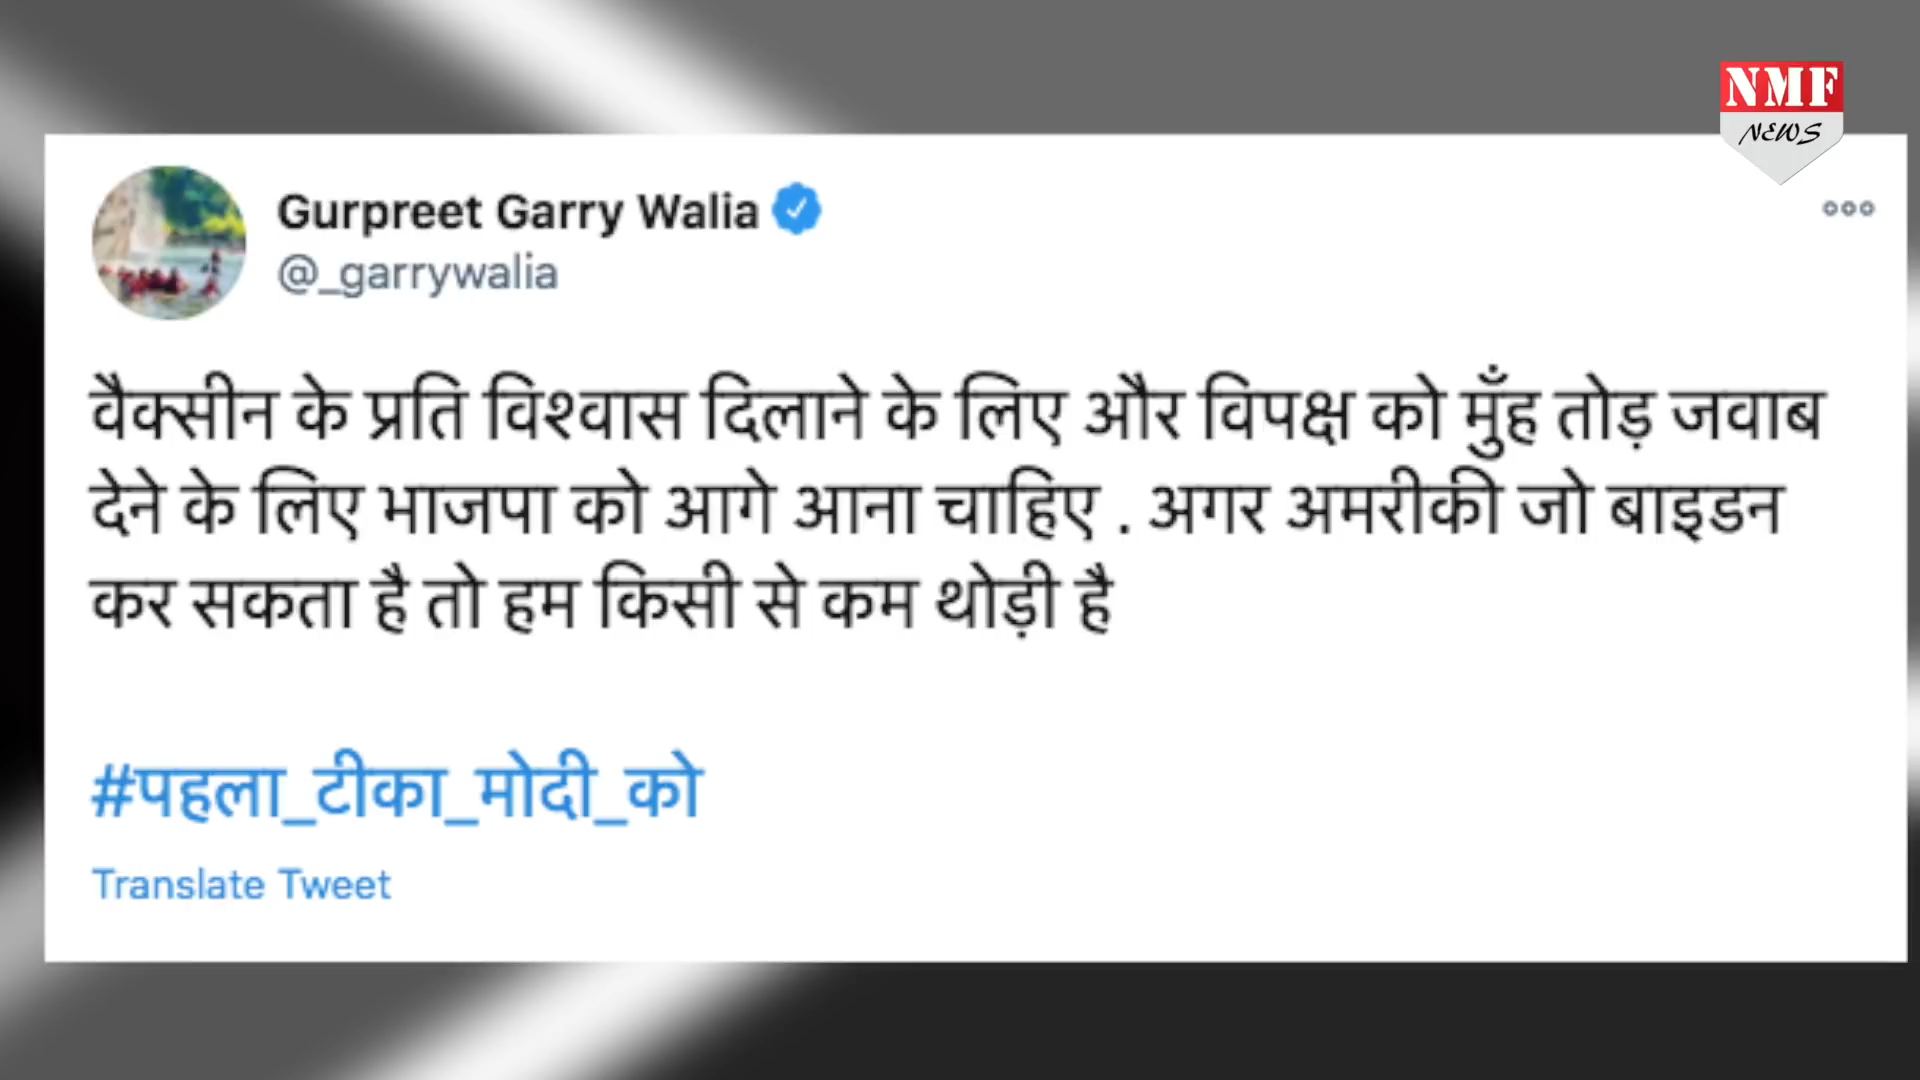 NMF
NEWS
Gurpreet Garry Walia
@_garrywalia
वैक्सीन के प्रति विश्वास दिलाने के लिए और विपक्ष को मुँह तोड़ जवाब
देने के लिए भाजपा को आगे आना चाहिए . अगर अमरीकी जो बाइडन
कर सकता है तो हम किसी से कम थोड़ी है
#पहला_टीका_मोदी_को
Translate Tweet